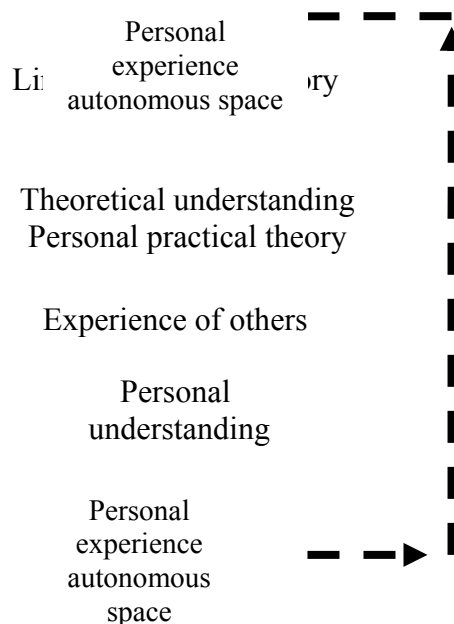 Personal
experience
autonomous space
Theoretical understanding
Personal practical theory
Experience of others
Personal
understanding
Personal
experience
autonomous
space